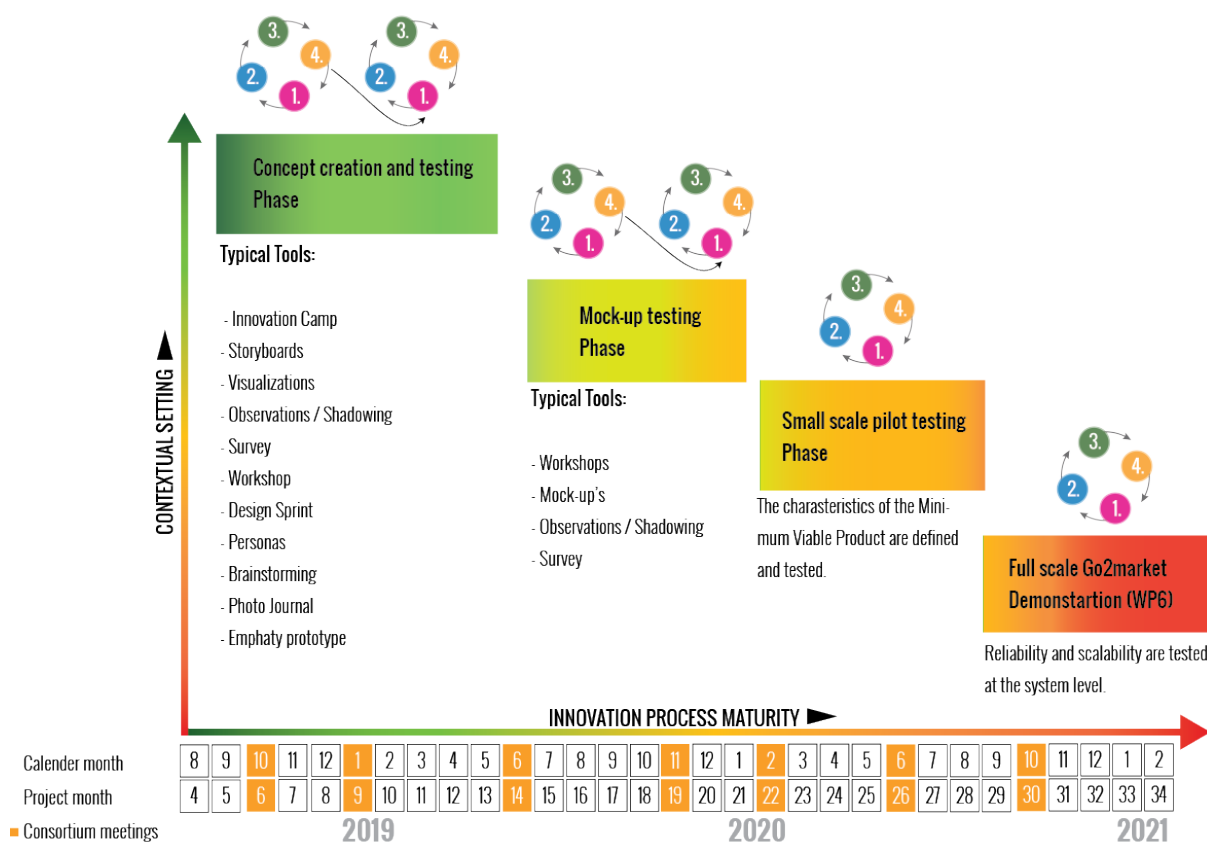 3.
4.
2.
1.
3.
4.
2.
1.
Concept creation and testing
Phase
Typical Tools:
- Innovation Camp
- Storyboards
- Visualizations
- Observations / Shadowing
- Survey
- Workshop
- Design Sprint
- Personas
- Brainstorming
- Photo Journal
- Emphaty prototype
3.
4.
2.
1.
3.
4.
2.
1.
Mock-up testing
Phase
Typical Tools:
- Workshops
- Mock-up's
- Observations / Shadowing
- Survey
3.
4.
2.
1.
Small scale pilot testing
Phase
The charasteristics of the Mini-
mum Viable Product are defined
and tested.
3.
4.
2.
1.
Full scale Go2market
Demonstartion (WP6)
Reliability and scalability are tested
at the system level.
CONTEXTUAL SETTING
INNOVATION PROCESS MATURITY
Calender month 8 9 10 11 12 1 2 3 4 5 6 7 8 9 10 11 12 1 2 3 4 5 6 7 8 9 10 11 12 1 2
Project month 4 5 6 7 8 9 10 11 12 13 14 15 16 17 18 19 20 21 22 23 24 25 26 27 28 29 30 31 32 33 34
Consortium meetings 2019 2020 2021